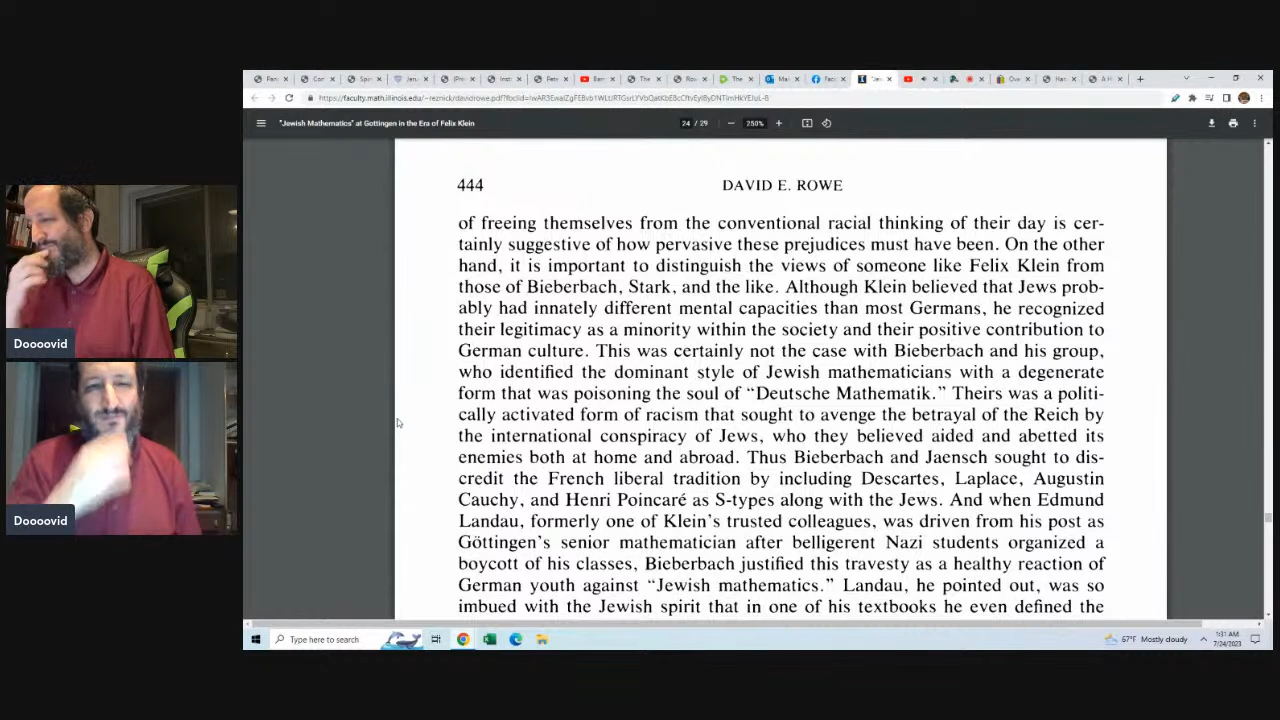 Doooovid
Doooovid
"Jewish Mathematics" at Gottingen in the Era of Felix Klein
24 / 29
250%
444
DAVID E. ROWE
of freeing themselves from the conventional racial thinking of their day is cer-
tainly suggestive of how pervasive these prejudices must have been. On the other
hand, it is important to distinguish the views of someone like Felix Klein from
those of Bieberbach, Stark, and the like. Although Klein believed that Jews prob-
ably had innately different mental capacities than most Germans, he recognized
their legitimacy as a minority within the society and their positive contribution to
German culture. This was certainly not the case with Bieberbach and his group,
who identified the dominant style of Jewish mathematicians with a degenerate
form that was poisoning the soul of “Deutsche Mathematik.” Theirs was a politi-
cally activated form of racism that sought to avenge the betrayal of the Reich by
the international conspiracy of Jews, who they believed aided and abetted its
enemies both at home and abroad. Thus Bieberbach and Jaensch sought to dis-
credit the French liberal tradition by including Descartes, Laplace, Augustin
Cauchy, and Henri Poincaré as S-types along with the Jews. And when Edmund
Landau, formerly one of Klein’s trusted colleagues, was driven from his post as
Göttingen’s senior mathematician after belligerent Nazi students organized a
boycott of his classes, Bieberbach justified this travesty as a healthy reaction of
German youth against “Jewish mathematics.” Landau, he pointed out, was so
imbued with the Jewish spirit that in one of his textbooks he even defined the
Type here to search
67°F Mostly cloudy
1:31 AM
7/24/2023